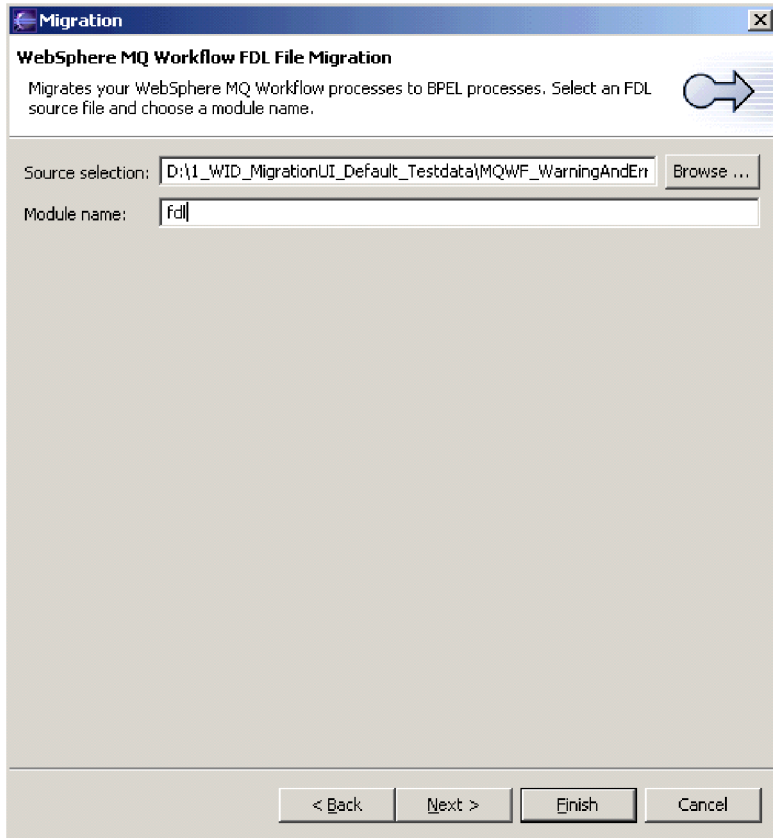 Migration
WebSphere MQ Workflow FDL File Migration
Migrates your WebSphere MQ Workflow processes to BPEL processes. Select an FDL
source file and choose a module name.
Source selection: D:\1_WID_MigrationUI_Default_Testdata\MQWF_WarningAndErr Browse ...
Module name: fdl
< Back Next > Finish Cancel